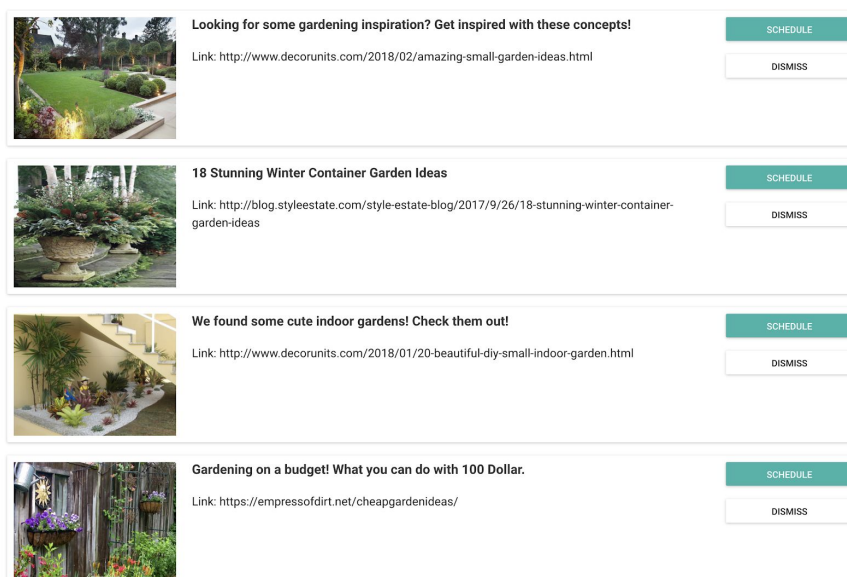 Looking for some gardening inspiration? Get inspired with these concepts!
SCHEDULE
Link: http://www.decorunits.com/2018/02/amazing-small-garden-ideas.html
DISMISS
18 Stunning Winter Container Garden Ideas
SCHEDULE
Link: http://blog.styleestate.com/style-estate-blog/2017/9/26/18-stunning-winter-container-
garden-ideas
DISMISS
We found some cute indoor gardens! Check them out!
SCHEDULE
Link: http://www.decorunits.com/2018/01/20-beautiful-diy-small-indoor-garden.html
DISMISS
Gardening on a budget! What you can do with 100 Dollar.
SCHEDULE
Link: https://empressofdirt.net/cheapgardenideas/
DISMISS